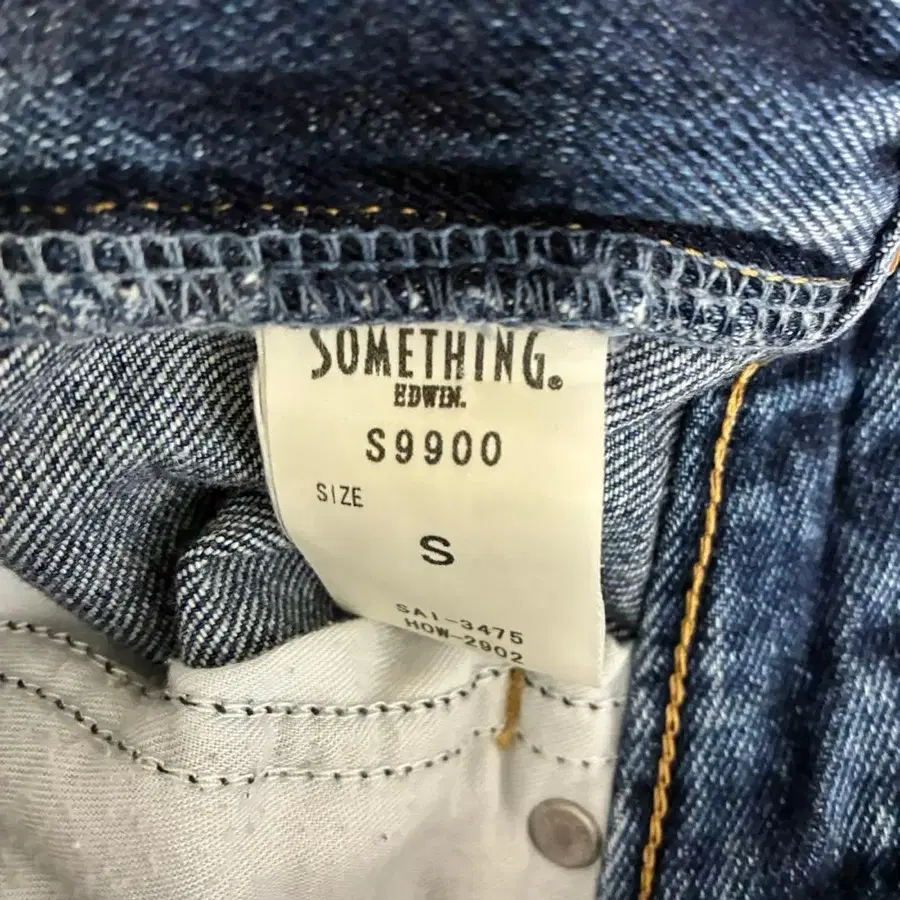 SOMETHING®
EDWIN.
S9900
SIZE
S
SAI-3475
HOW-2902